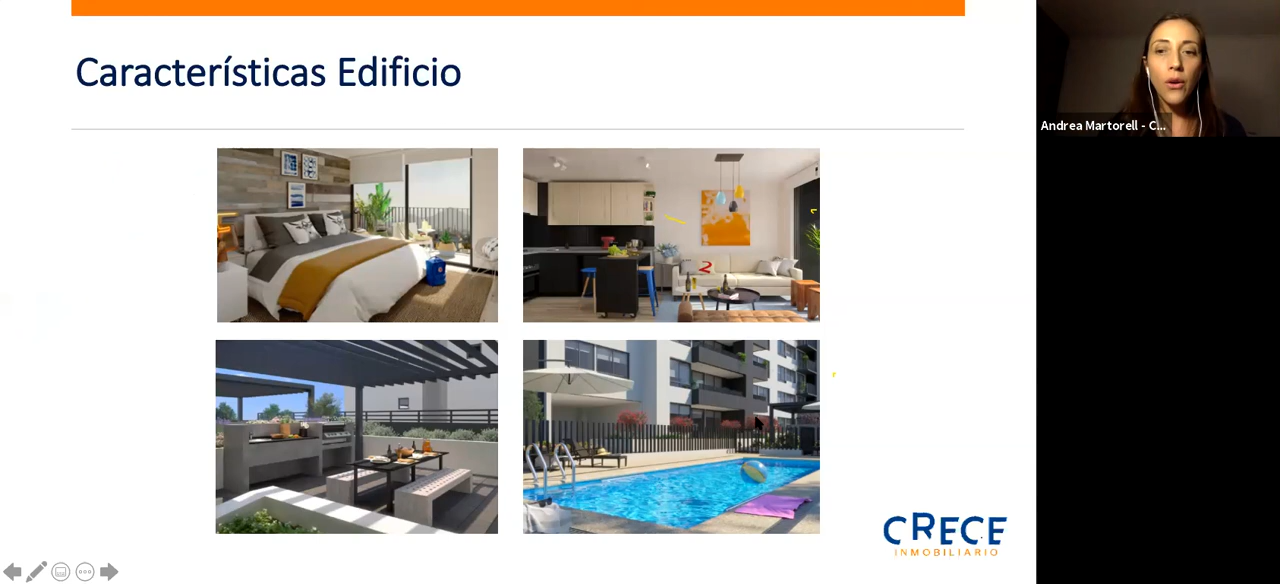 Características Edificio
Andrea Martorell - C...
CRECE
INMOBILIARIO